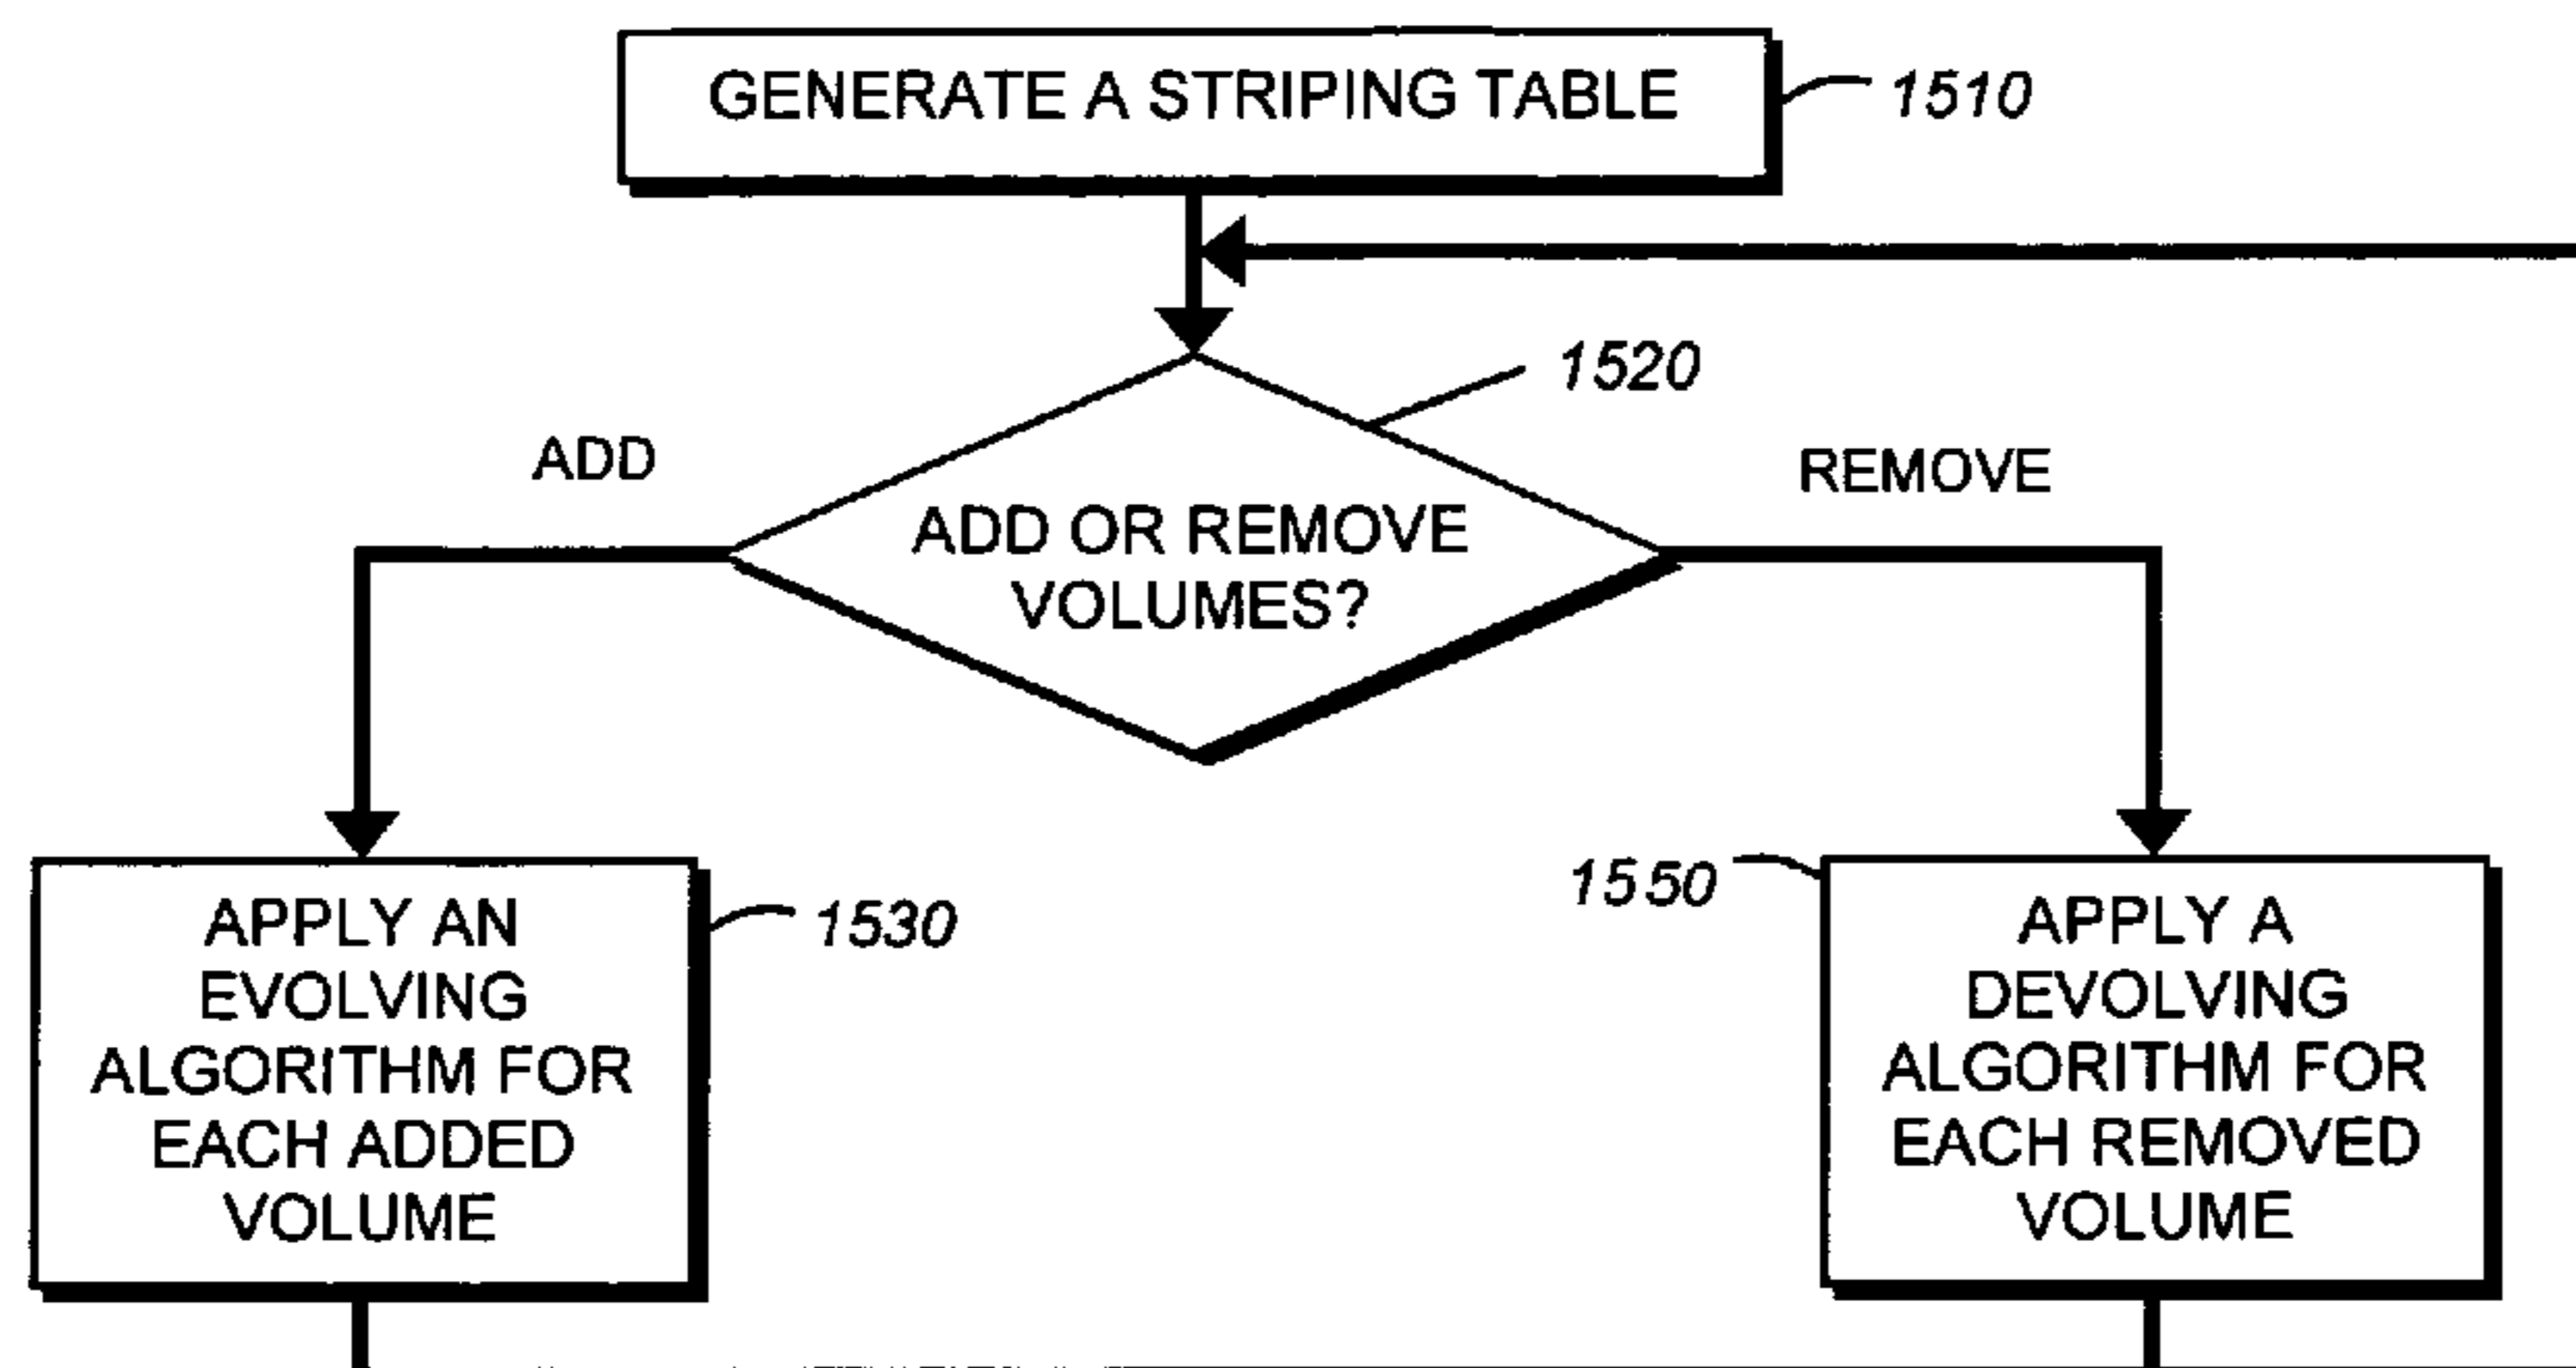 GENERATE A STRIPING TABLE
1510
1520
ADD
REMOVE
ADD OR REMOVE
VOLUMES?
APPLY AN
EVOLVING
ALGORITHM FOR
EACH ADDED
VOLUME
1530
1550
APPLY A
DEVOLVING
ALGORITHM FOR
EACH REMOVED
VOLUME